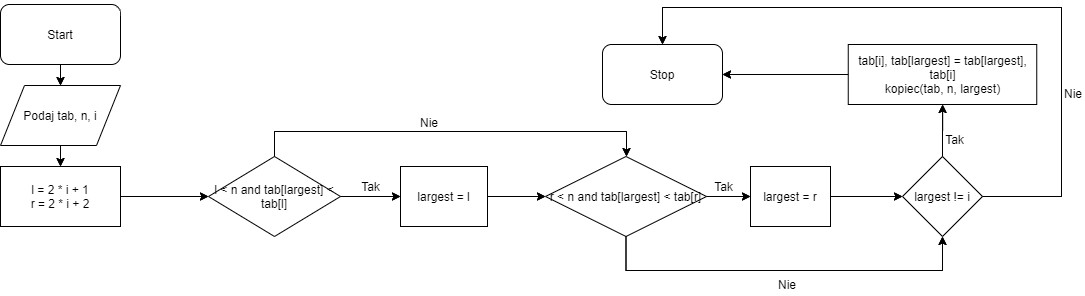 Start
Podaj tab, n, i
l = 2 * i + 1
r = 2 * i + 2
l < n and tab[largest] <
tab[l]
Nie
Tak
largest = l
r < n and tab[largest] < tab[r]
Tak
largest = r
Nie
largest != i
Tak
Nie
tab[i], tab[largest] = tab[largest],
tab[i]
kopiec(tab, n, largest)
Stop